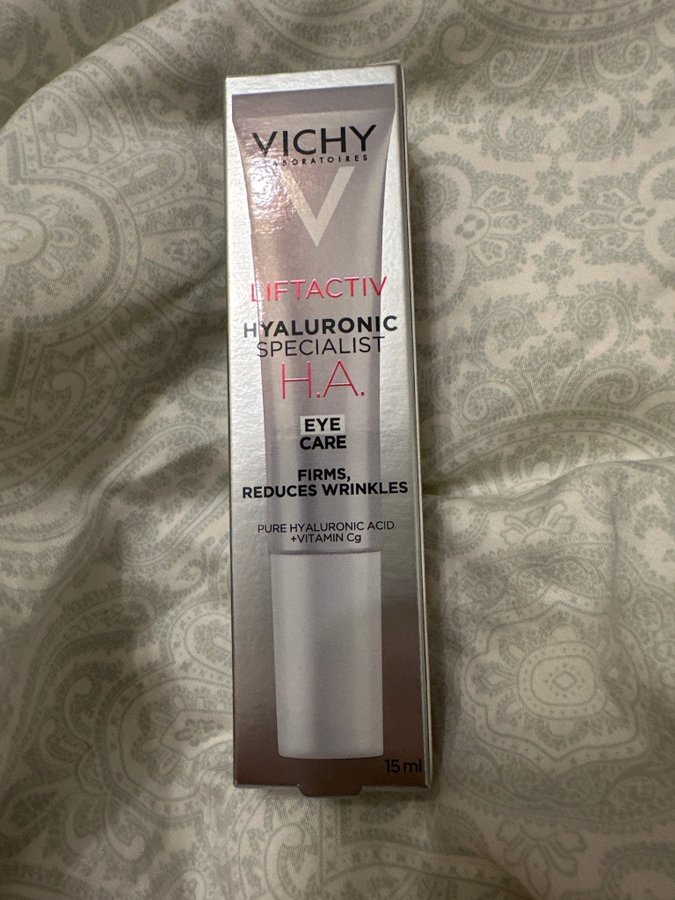 VICHY
LABORATOIRES
LIFTACTIV
HYALURONIC
SPECIALIST
H.A.
EYE
CARE
FIRMS,
REDUCES WRINKLES
PURE HYALURONIC ACID
+VITAMIN Cg
15 ml